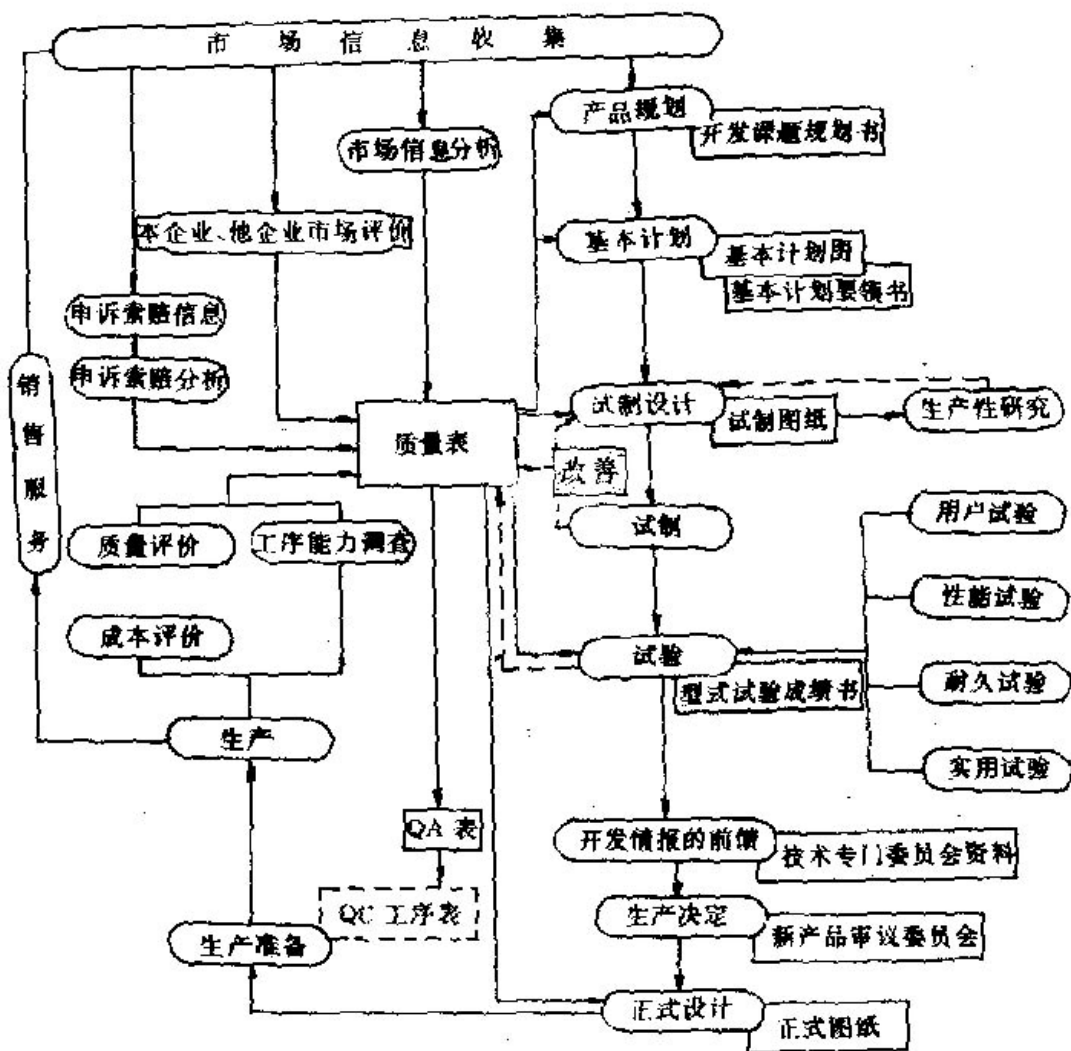 市场信息收集
产品规划
开发课题规划书
市场信息分析
本企业、他企业市场评价
基本计划
基本计划图
基本计划要领书
申诉索赔信息
申诉索赔分析
销售服务
试制设计
试制图纸
生产性研究
质量表
改善
试制
用户试验
质量评价
工序能力调查
性能试验
成本评价
试验
型式试验成绩书
耐久试验
生产
实用试验
QA 表
开发情报的前馈
技术专门委员会资料
QC 工序表
生产决定
新产品审议委员会
生产准备
正式设计
正式图纸